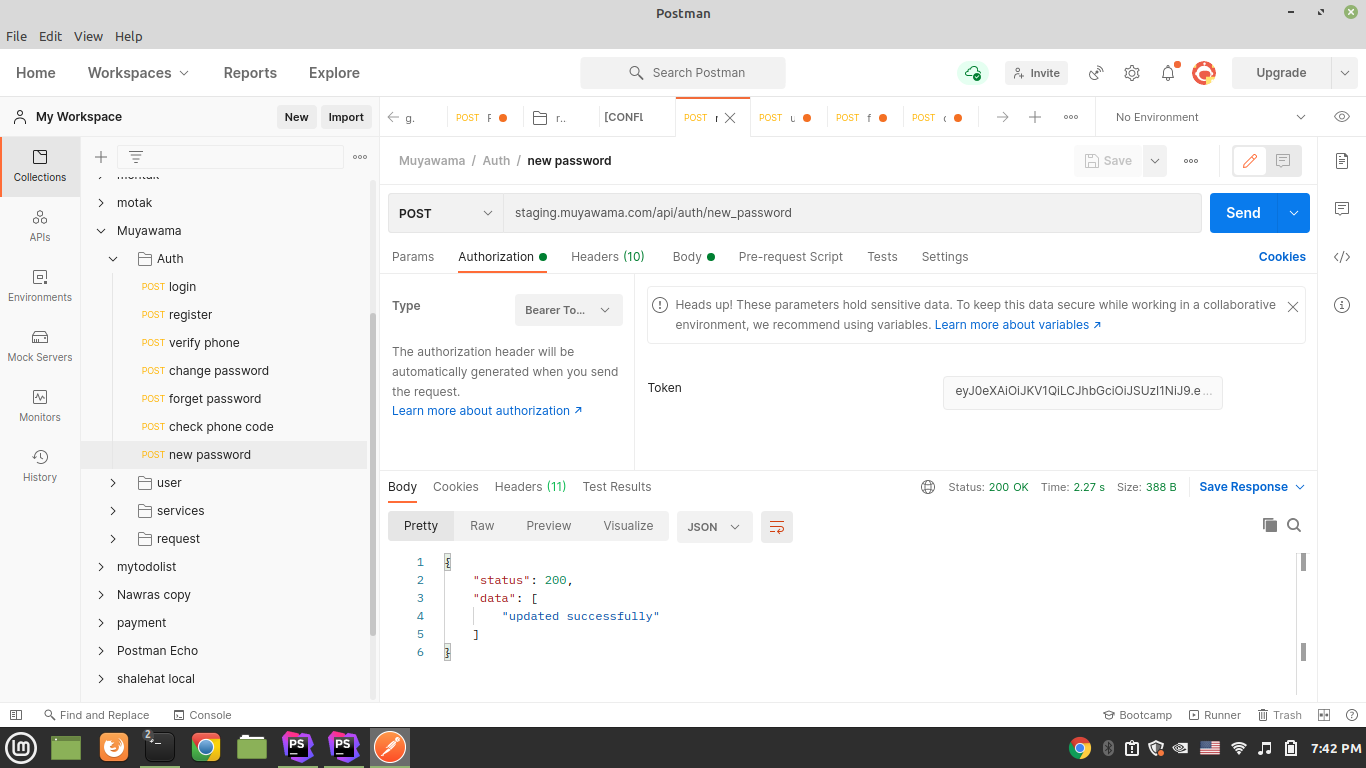 Postman
File Edit View Help
Home Workspaces Reports Explore Search Postman Invite Upgrade
My Workspace New Import
g. POST r.. [CONFL POST POST POST POST No Environment
Collections
APIs
Environments
Mock Servers
Monitors
History
motak
Muyawama
Auth
POST login
POST register
POST verify phone
POST change password
POST forget password
POST check phone code
POST new password
user
services
request
mytodolist
Nawras copy
payment
Postman Echo
shalehat local
Muyawama / Auth / new password Save
POST staging.muyawama.com/api/auth/new_password Send
Params Authorization Headers (10) Body Pre-request Script Tests Settings Cookies
Type Bearer To...
The authorization header will be
automatically generated when you send
the request.
Learn more about authorization ↗
Heads up! These parameters hold sensitive data. To keep this data secure while working in a collaborative
environment, we recommend using variables. Learn more about variables ↗
Token eyJ0eXAiOiJKV1QiLCJhbGciOiJSUzI1NiJ9.e...
Body Cookies Headers (11) Test Results Status: 200 OK Time: 2.27 s Size: 388 B Save Response
Pretty Raw Preview Visualize JSON
1 {
2 "status": 200,
3 "data": [
4 "updated successfully"
5 ]
6 }
Find and Replace Console Bootcamp Runner Trash
2 PS PS 7:42 PM